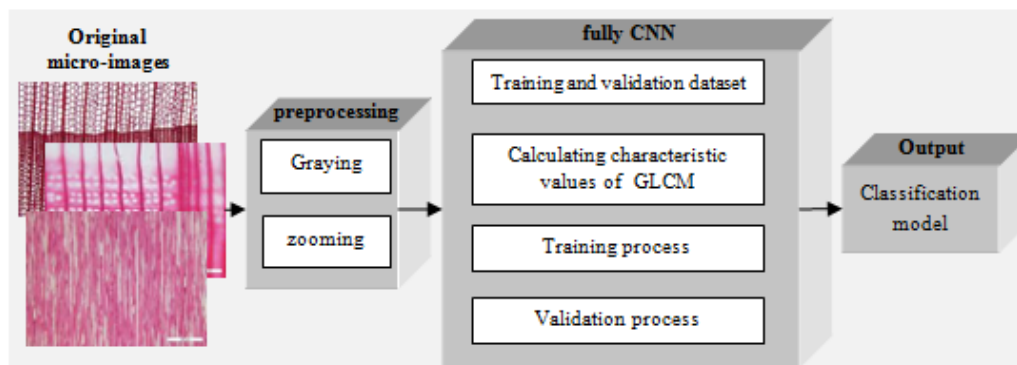 Original
micro-images
preprocessing
Graying
zooming
fully CNN
Training and validation dataset
Calculating characteristic
values of GLCM
Training process
Validation process
Output
Classification
model